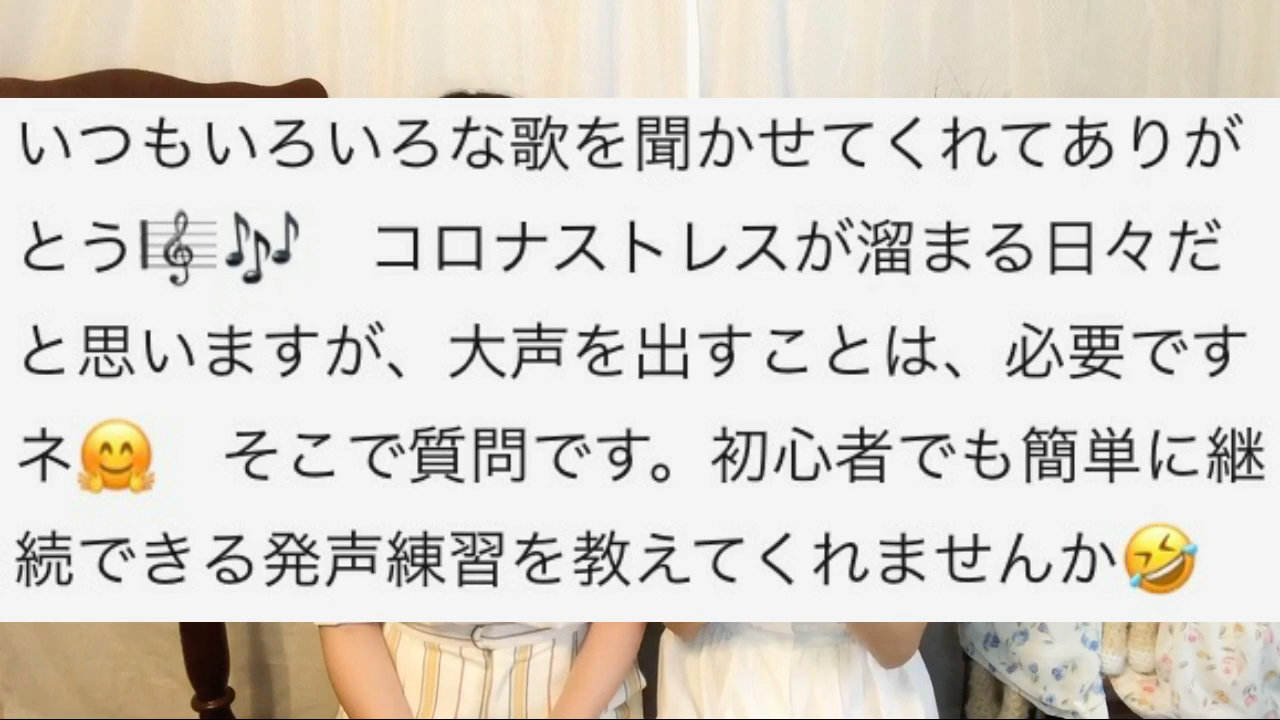 いつもいろいろな歌を聞かせてくれてありが
とう🎼🎶　コロナストレスが溜まる日々だ
と思いますが、大声を出すことは、必要です
ネ🤗　そこで質問です。初心者でも簡単に継
続できる発声練習を教えてくれませんか🤣